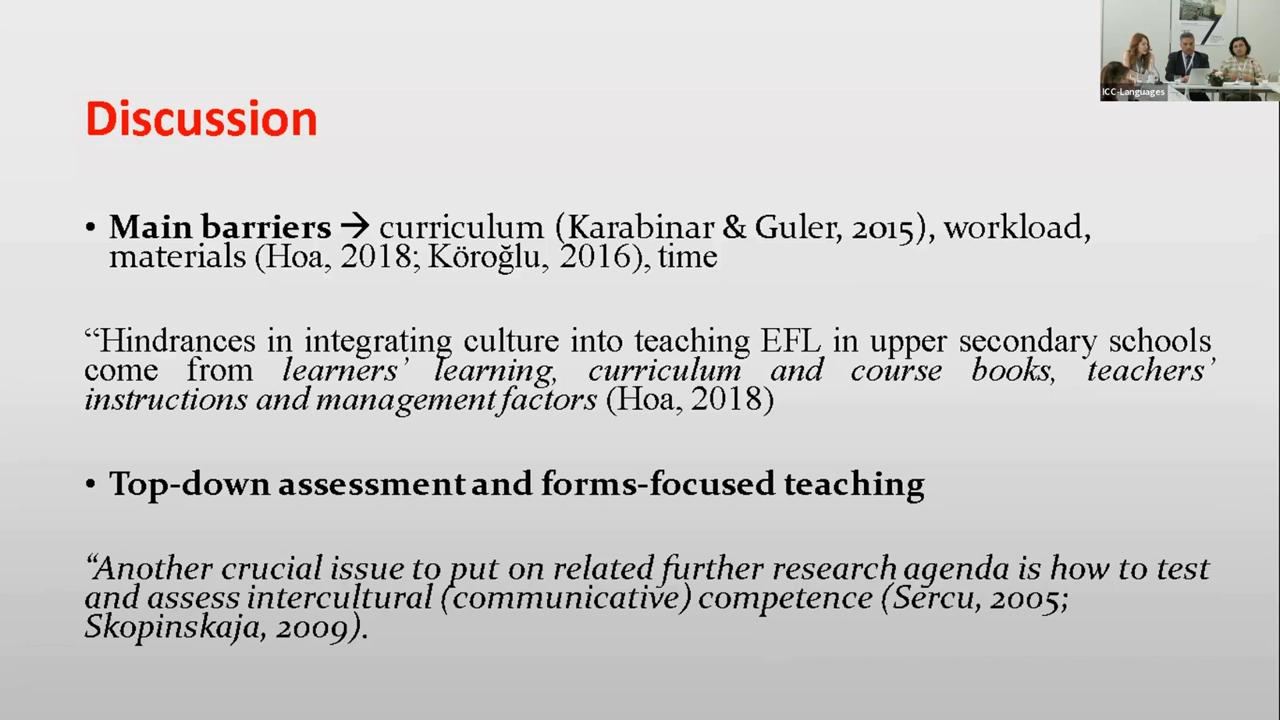 ICC-Languages
Discussion
• Main barriers → curriculum (Karabinar & Guler, 2015), workload,
materials (Hoa, 2018; Köroğlu, 2016), time
“Hindrances in integrating culture into teaching EFL in upper secondary schools
come from learners’ learning, curriculum and course books, teachers’
instructions and management factors (Hoa, 2018)
• Top-down assessment and forms-focused teaching
“Another crucial issue to put on related further research agenda is how to test
and assess intercultural (communicative) competence (Sercu, 2005;
Skopinskaja, 2009).